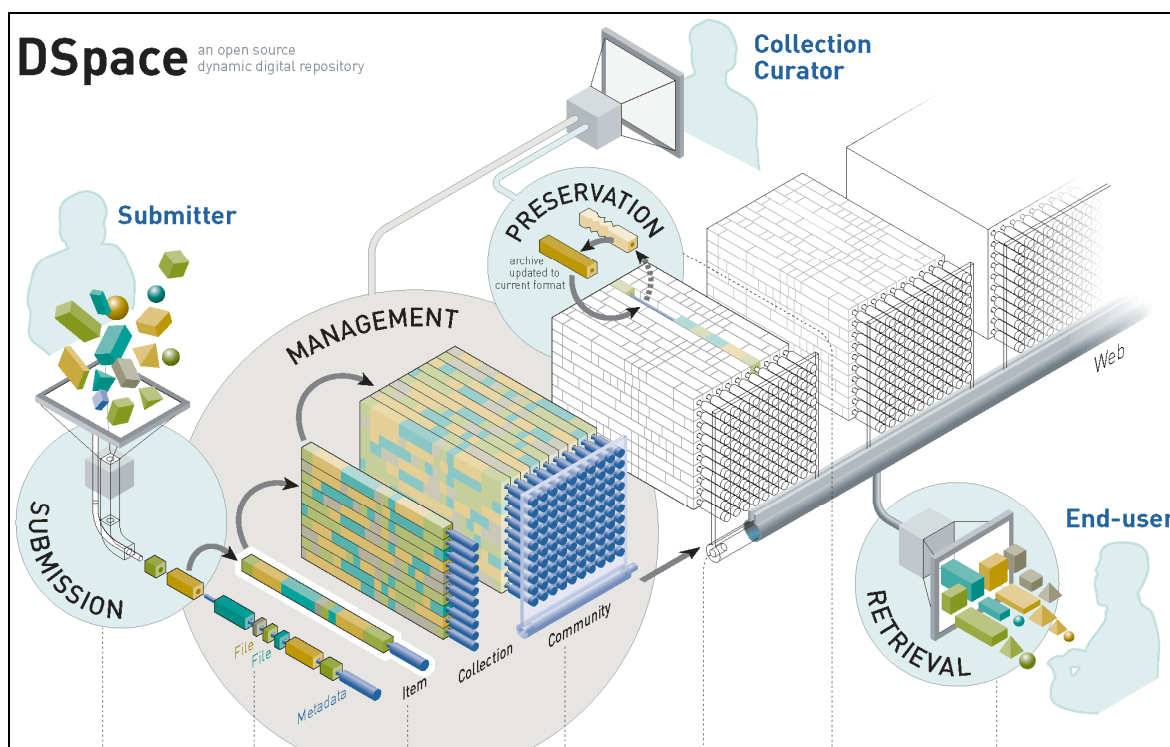 DSpace
an open source
dynamic digital repository
Collection
Curator
Submitter
PRESERVATION
archive
updated to
current format
MANAGEMENT
Web
SUBMISSION
End-user
RETRIEVAL
File
File
Metadata
Item
Collection
Community